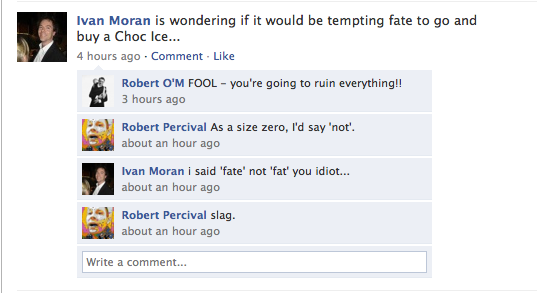 Ivan Moran is wondering if it would be tempting fate to go and
buy a Choc Ice...
4 hours ago · Comment · Like
Robert O'M FOOL – you're going to ruin everything!!
3 hours ago
Robert Percival As a size zero, I'd say 'not'.
about an hour ago
Ivan Moran i said 'fate' not 'fat' you idiot...
about an hour ago
Robert Percival slag.
about an hour ago
Write a comment...